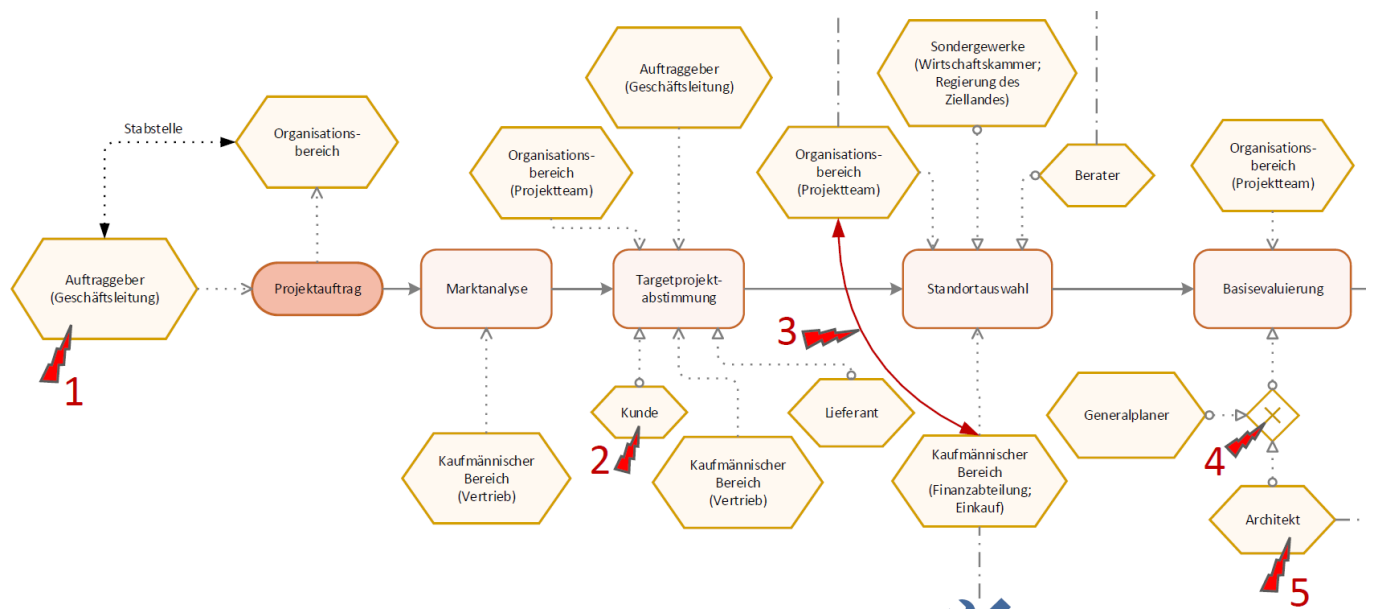 Sondergewerke
(Wirtschaftskammer;
Regierung des
Ziellandes)
Auftraggeber
(Geschäftsleitung)
Stabstelle
Organisations-
bereich
Organisations-
bereich
(Projektteam)
Organisations-
bereich
(Projektteam)
Berater
Organisations-
bereich
(Projektteam)
Auftraggeber
(Geschäftsleitung)
Projektauftrag
Marktanalyse
Targetprojekt-
abstimmung
Standortauswahl
Basisevaluierung
1
3
Kunde
Lieferant
Generalplaner
2
4
Kaufmännischer
Bereich
(Vertrieb)
Kaufmännischer
Bereich
(Vertrieb)
Kaufmännischer
Bereich
(Finanzabteilung;
Einkauf)
Architekt
5